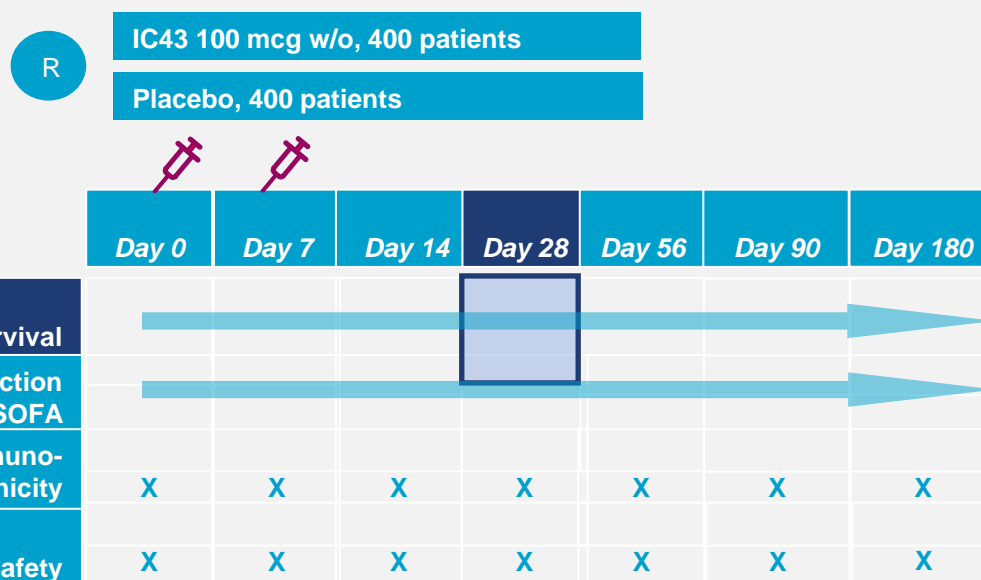 IC43 100 mcg w/o, 400 patients
R
Placebo, 400 patients
Day 0 Day 7 Day 14 Day 28 Day 56 Day 90 Day 180
rvival
ction
SOFA
uno-
nicity X X X X X X X
afety X X X X X X X